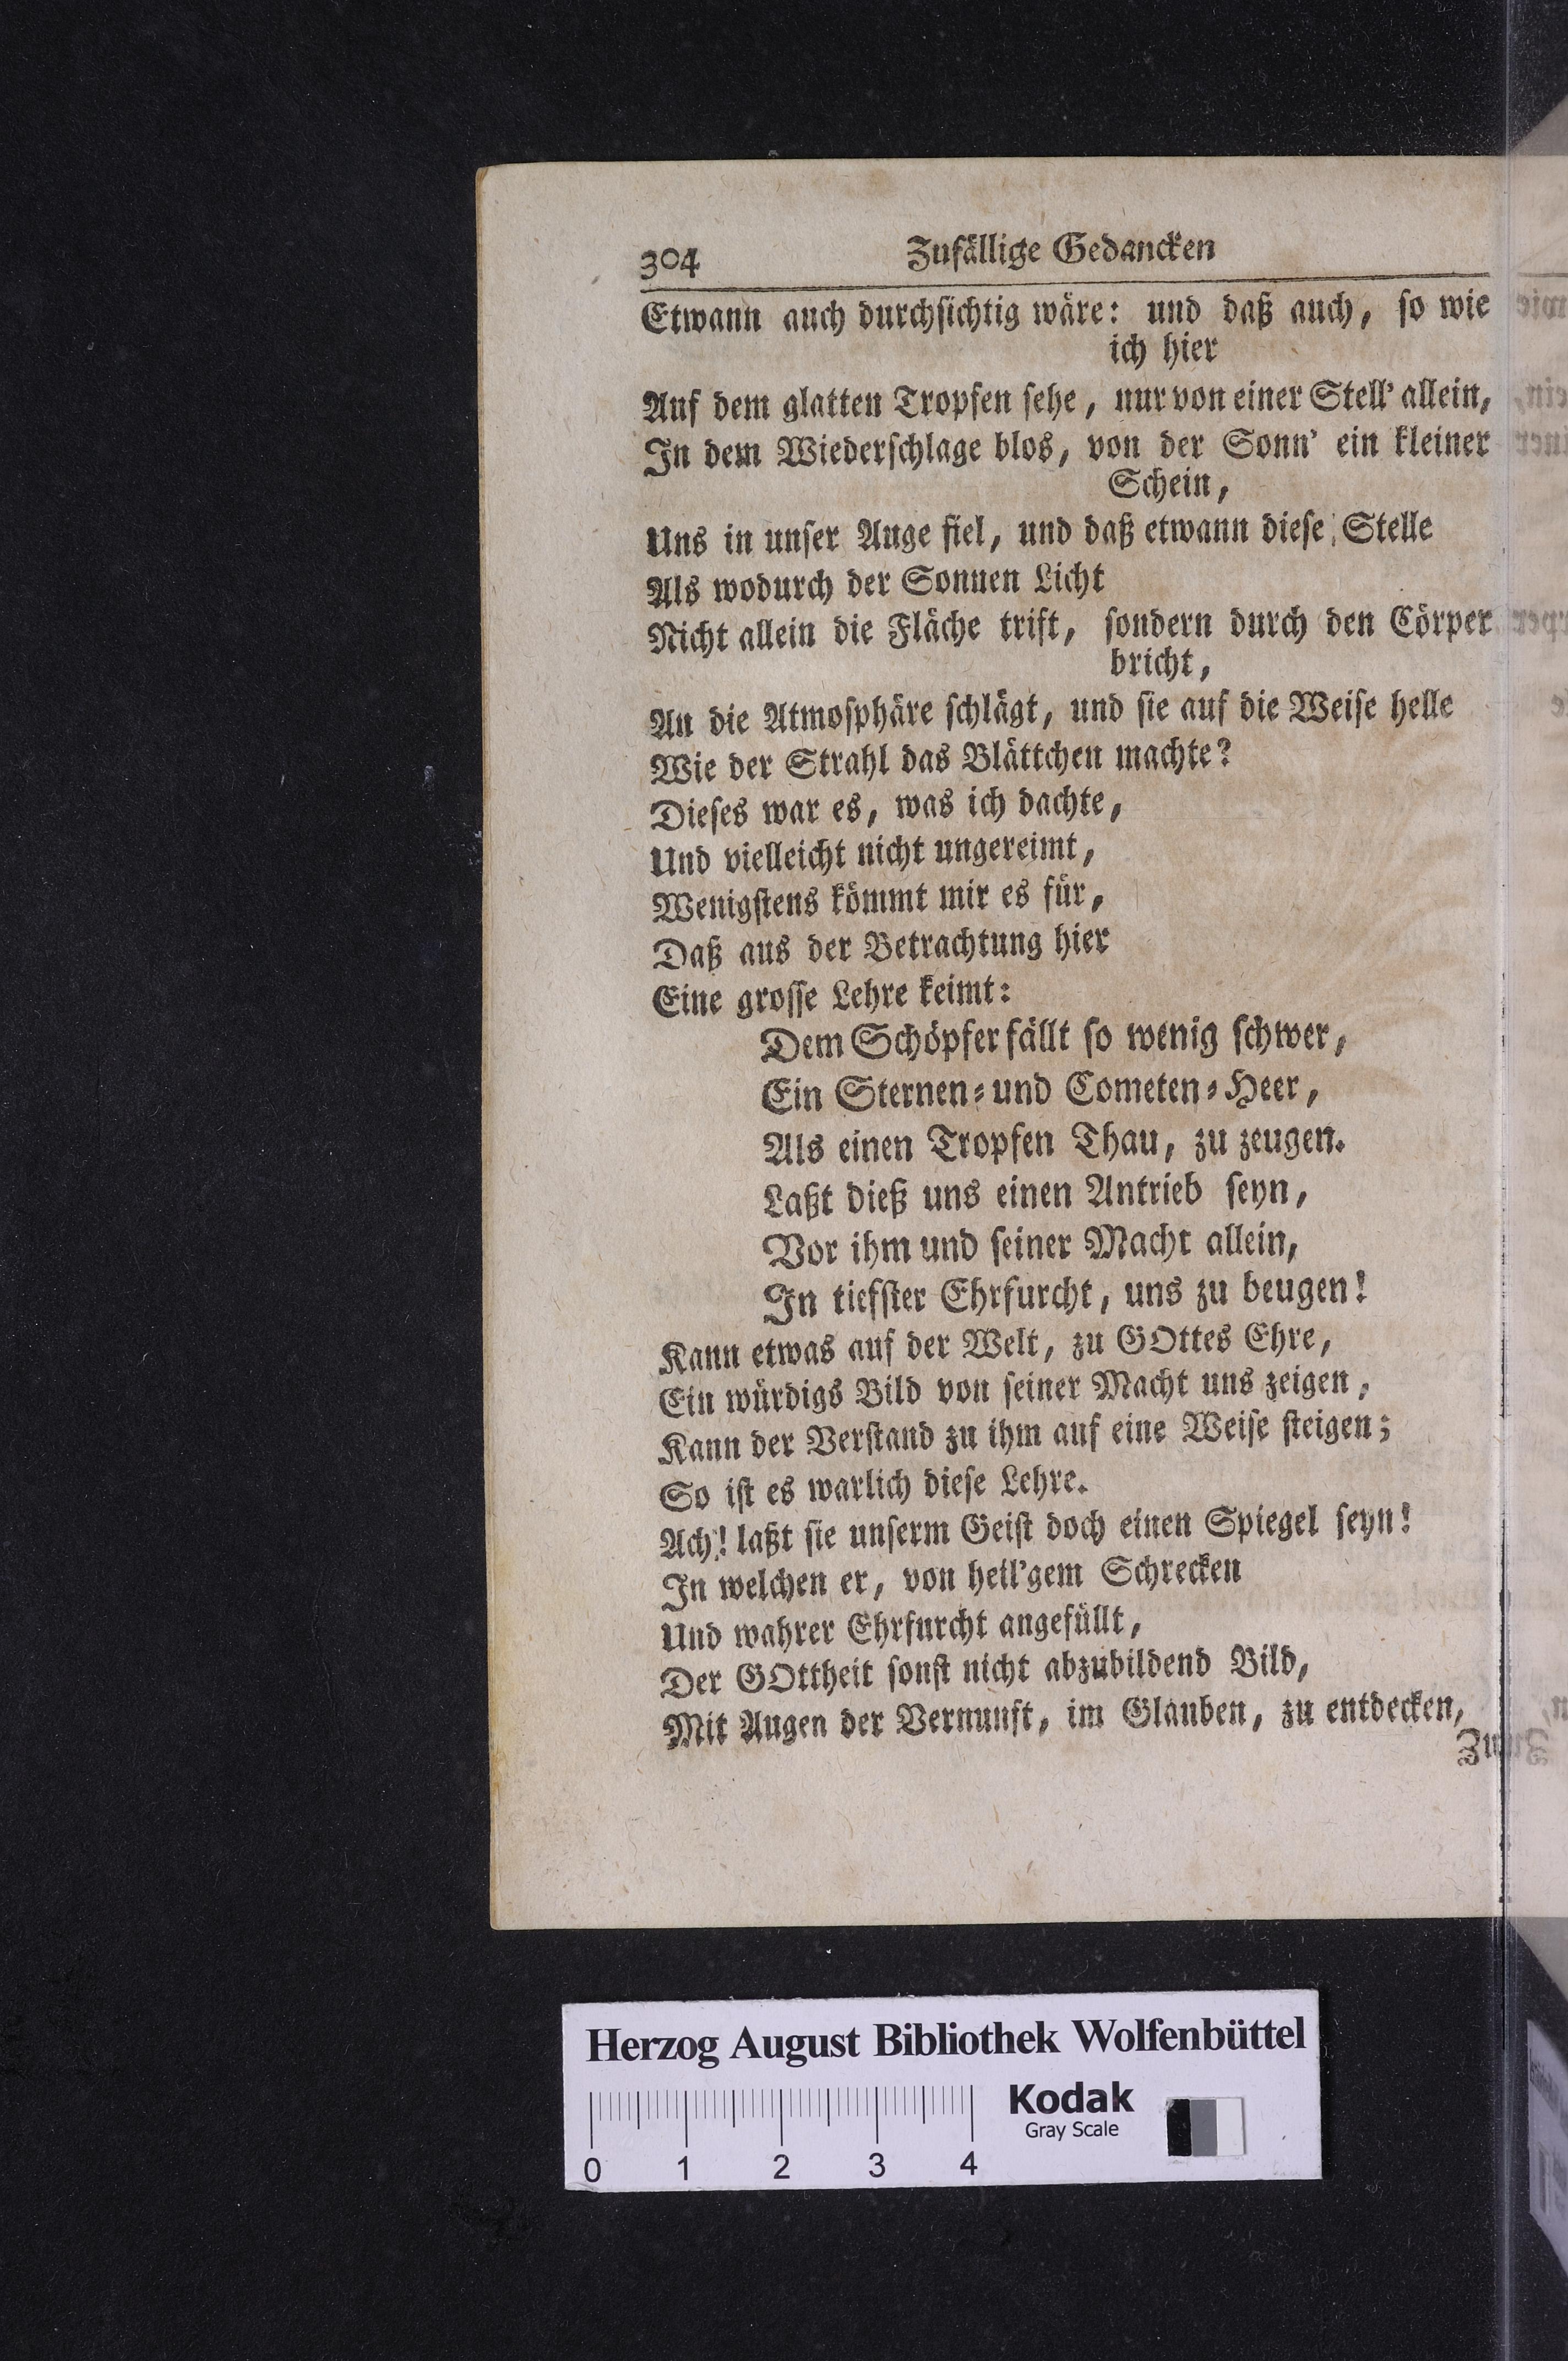 304 Zufällige Gedancken
Etwann auch durchsichtig wäre: und daß auch, so wie
ich hier
Auf dem glatten Tropfen sehe, nur von einer Stell' allein,
In dem Wiederschlage blos, von der Sonn' ein kleiner
Schein,
Uns in unser Auge fiel, und daß etwann diese Stelle
Als wodurch der Sonnen Licht
Nicht allein die Fläche trift, sondern durch den Cörper
bricht,
An die Atmosphäre schlägt, und sie auf die Weise helle
Wie der Strahl das Blättchen machte?
Dieses war es, was ich dachte,
Und vielleicht nicht ungereimt,
Wenigstens kömmt mir es für,
Daß aus der Betrachtung hier
Eine grosse Lehre keimt:
Dem Schöpfer fällt so wenig schwer,
Ein Sternen- und Cometen-Heer,
Als einen Tropfen Thau, zu zeugen.
Laßt dieß uns einen Antrieb seyn,
Vor ihm und seiner Macht allein,
In tiefster Ehrfurcht, uns zu beugen!
Kann etwas auf der Welt, zu GOttes Ehre,
Ein würdigs Bild von seiner Macht uns zeigen,
Kann der Verstand zu ihm auf eine Weise steigen;
So ist es warlich diese Lehre.
Ach! laßt sie unserm Geist doch einen Spiegel seyn!
In welchen er, von heil'gem Schrecken
Und wahrer Ehrfurcht angefüllt,
Der GOttheit sonst nicht abzubildend Bild,
Mit Augen der Vernunft, im Glauben, zu entdecken,
Zu
Herzog August Bibliothek Wolfenbüttel
Kodak
Gray Scale
0 1 2 3 4